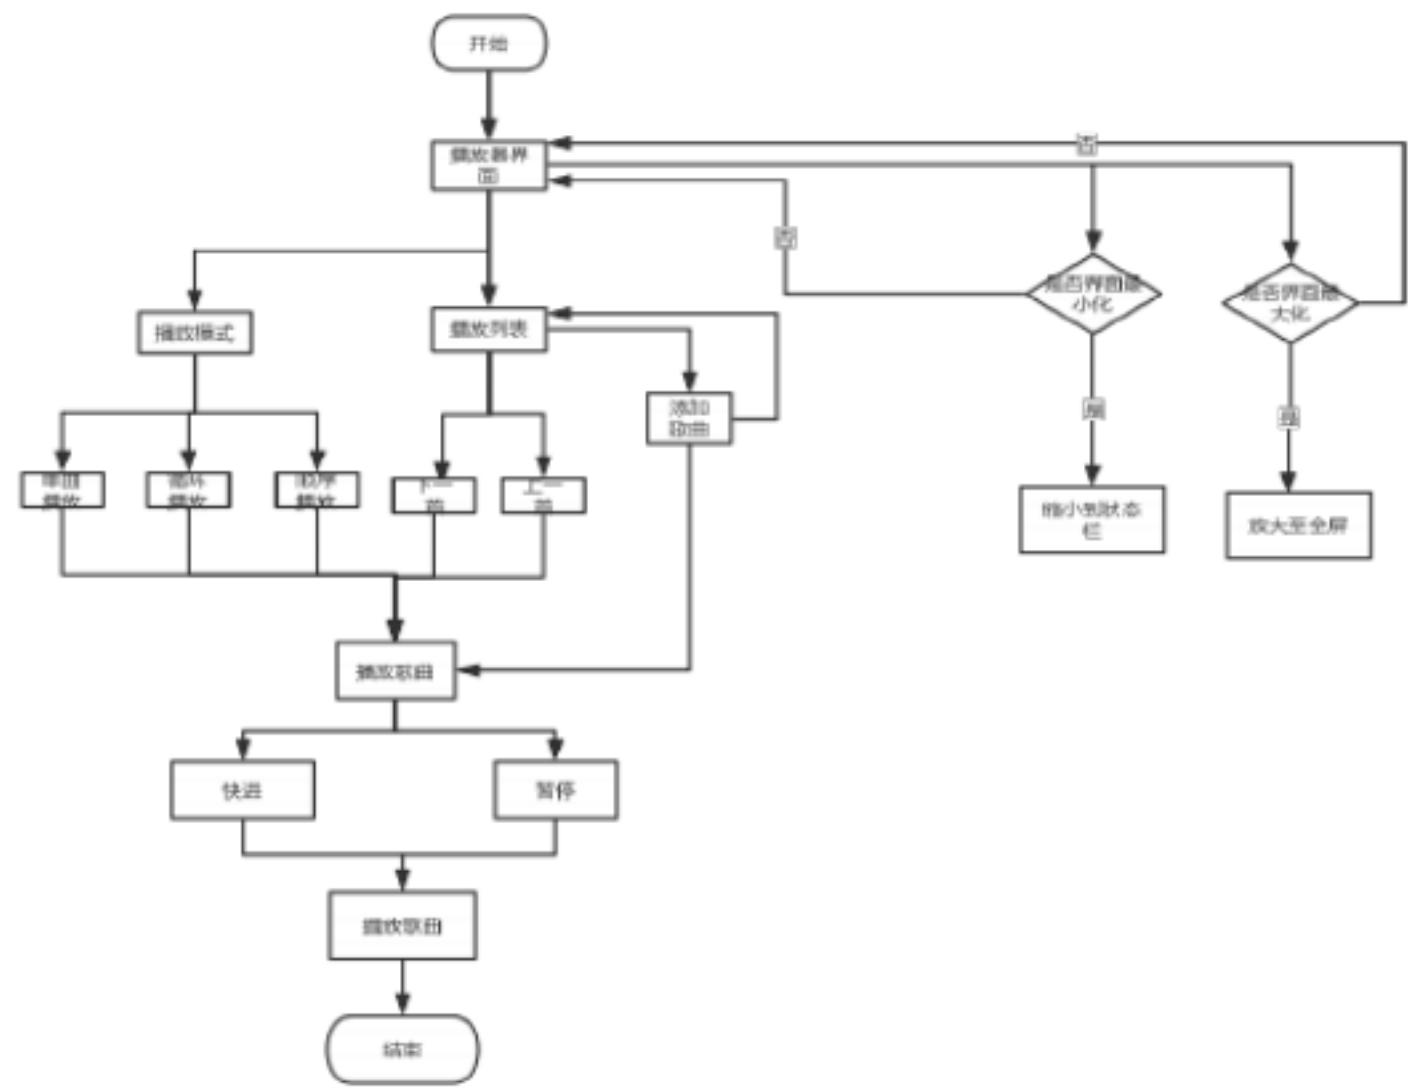 开始
播放器界
面
否
否
是否界面最
小化
是否界面最
大化
播放模式
播放列表
添加
歌曲
是
是
单曲
播放
循环
播放
顺序
播放
下一
首
上一
首
缩小到状态
栏
放大至全屏
播放歌曲
快进
暂停
播放歌曲
结束